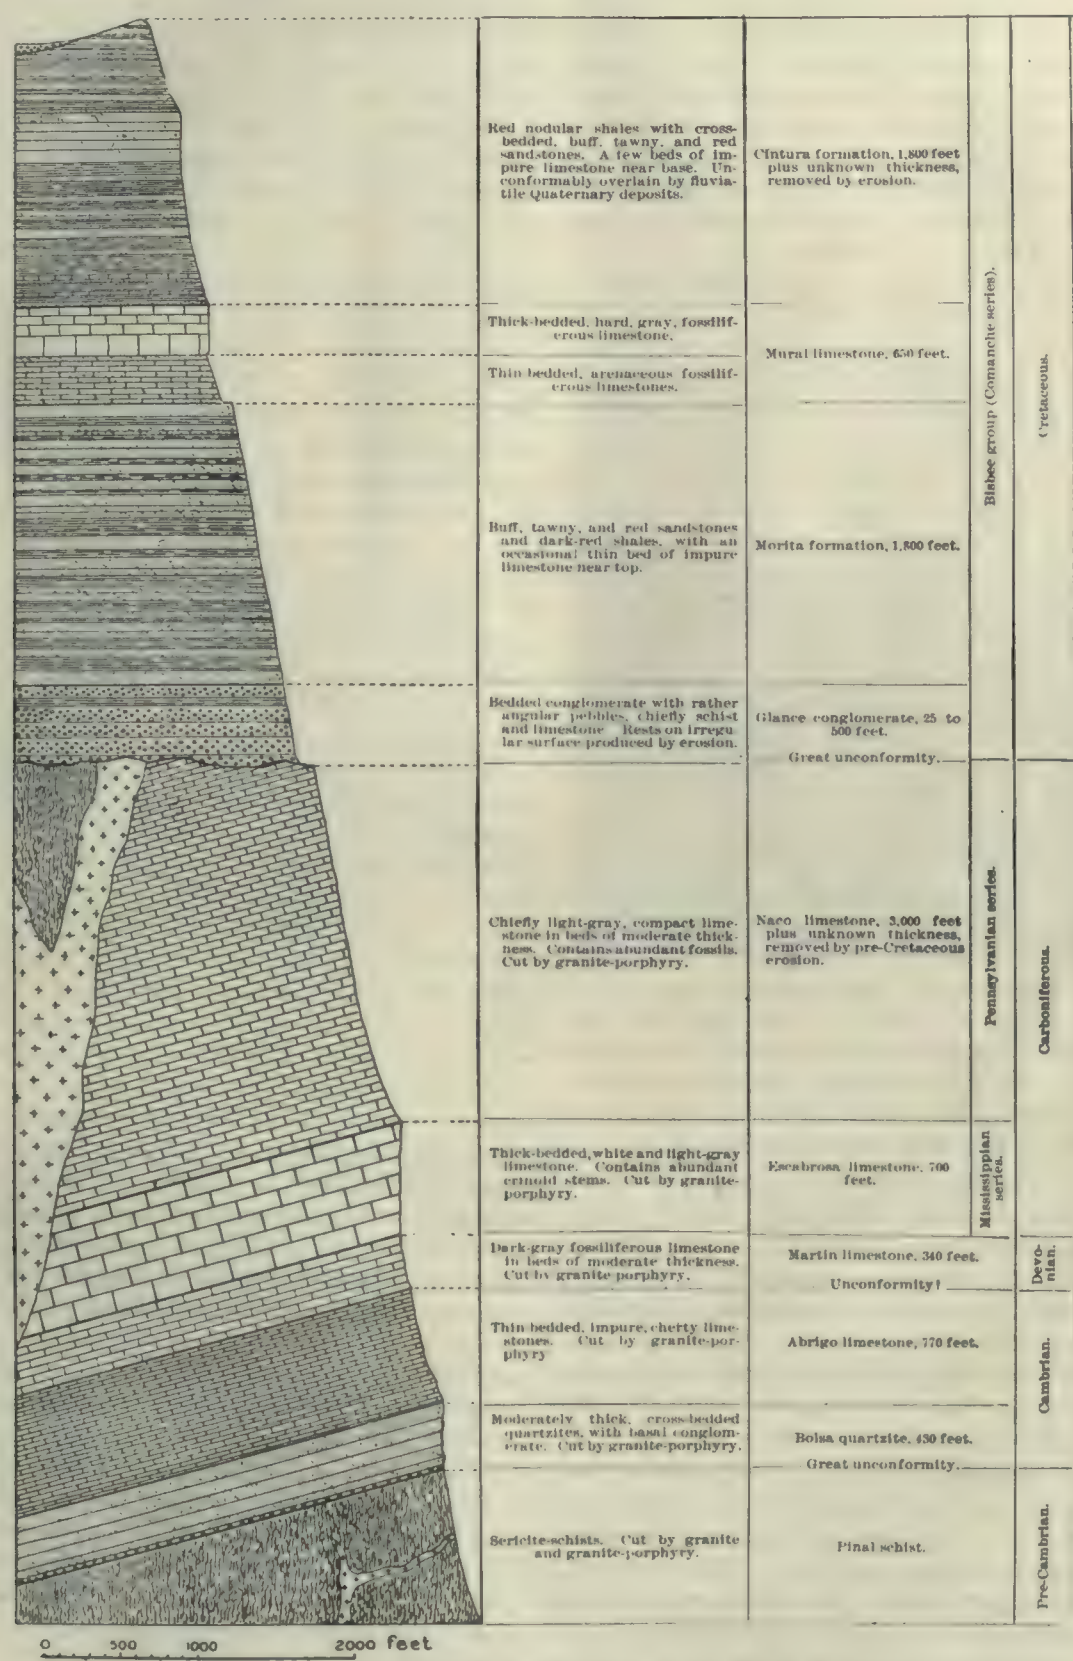 Red nodular shales with cross-
bedded, buff, tawny, and red
sandstones. A few beds of im-
pure limestone near base. Un-
conformably overlain by fluvia-
tile Quaternary deposits.
Cintura formation, 1,800 feet
plus unknown thickness,
removed by erosion.
Thick-bedded, hard, gray, fossilif-
erous limestone.
Thin bedded, arenaceous fossilif-
erous limestones.
Mural limestone, 650 feet.
Buff, tawny, and red sandstones
and dark-red shales, with an
occasional thin bed of impure
limestone near top.
Morita formation, 1,800 feet.
Bedded conglomerate with rather
angular pebbles, chiefly schist
and limestone Rests on irregu-
lar surface produced by erosion.
Glance conglomerate, 25 to
500 feet.
Great unconformity.
Bisbee group (Comanche series).
Cretaceous.
Chiefly light-gray, compact lime-
stone in beds of moderate thick-
ness. Contains abundant fossils.
Cut by granite-porphyry.
Naco limestone, 3,000 feet
plus unknown thickness,
removed by pre-Cretaceous
erosion.
Pennsylvanian series.
Carboniferous.
Thick-bedded, white and light-gray
limestone. Contains abundant
crinoid stems. Cut by granite-
porphyry.
Escabrosa limestone, 700
feet.
Mississippian
series.
Dark-gray fossiliferous limestone
in beds of moderate thickness.
Cut by granite porphyry.
Martin limestone, 340 feet.
Unconformity?
Devo-
nian.
Thin bedded, impure, cherty lime-
stones. Cut by granite-por-
phyry
Abrigo limestone, 770 feet.
Cambrian.
Moderately thick, cross-bedded
quartzites, with basal conglom-
erate. Cut by granite-porphyry.
Bolsa quartzite, 430 feet.
Great unconformity.
Sericite-schists. Cut by granite
and granite-porphyry.
Pinal schist.
Pre-Cambrian.
0 500 1000 2000 feet